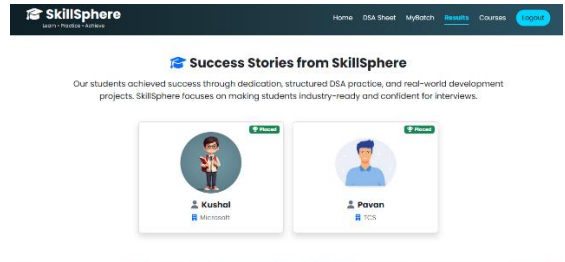 SkillSphere
Learn • Practice • Achieve
Home DSA Sheet MyBatch Results Courses Logout
Success Stories from SkillSphere
Our students achieved success through dedication, structured DSA practice, and real-world development
projects. SkillSphere focuses on making students industry-ready and confident for interviews.
Placed
Kushal
Microsoft
Placed
Pavan
TCS